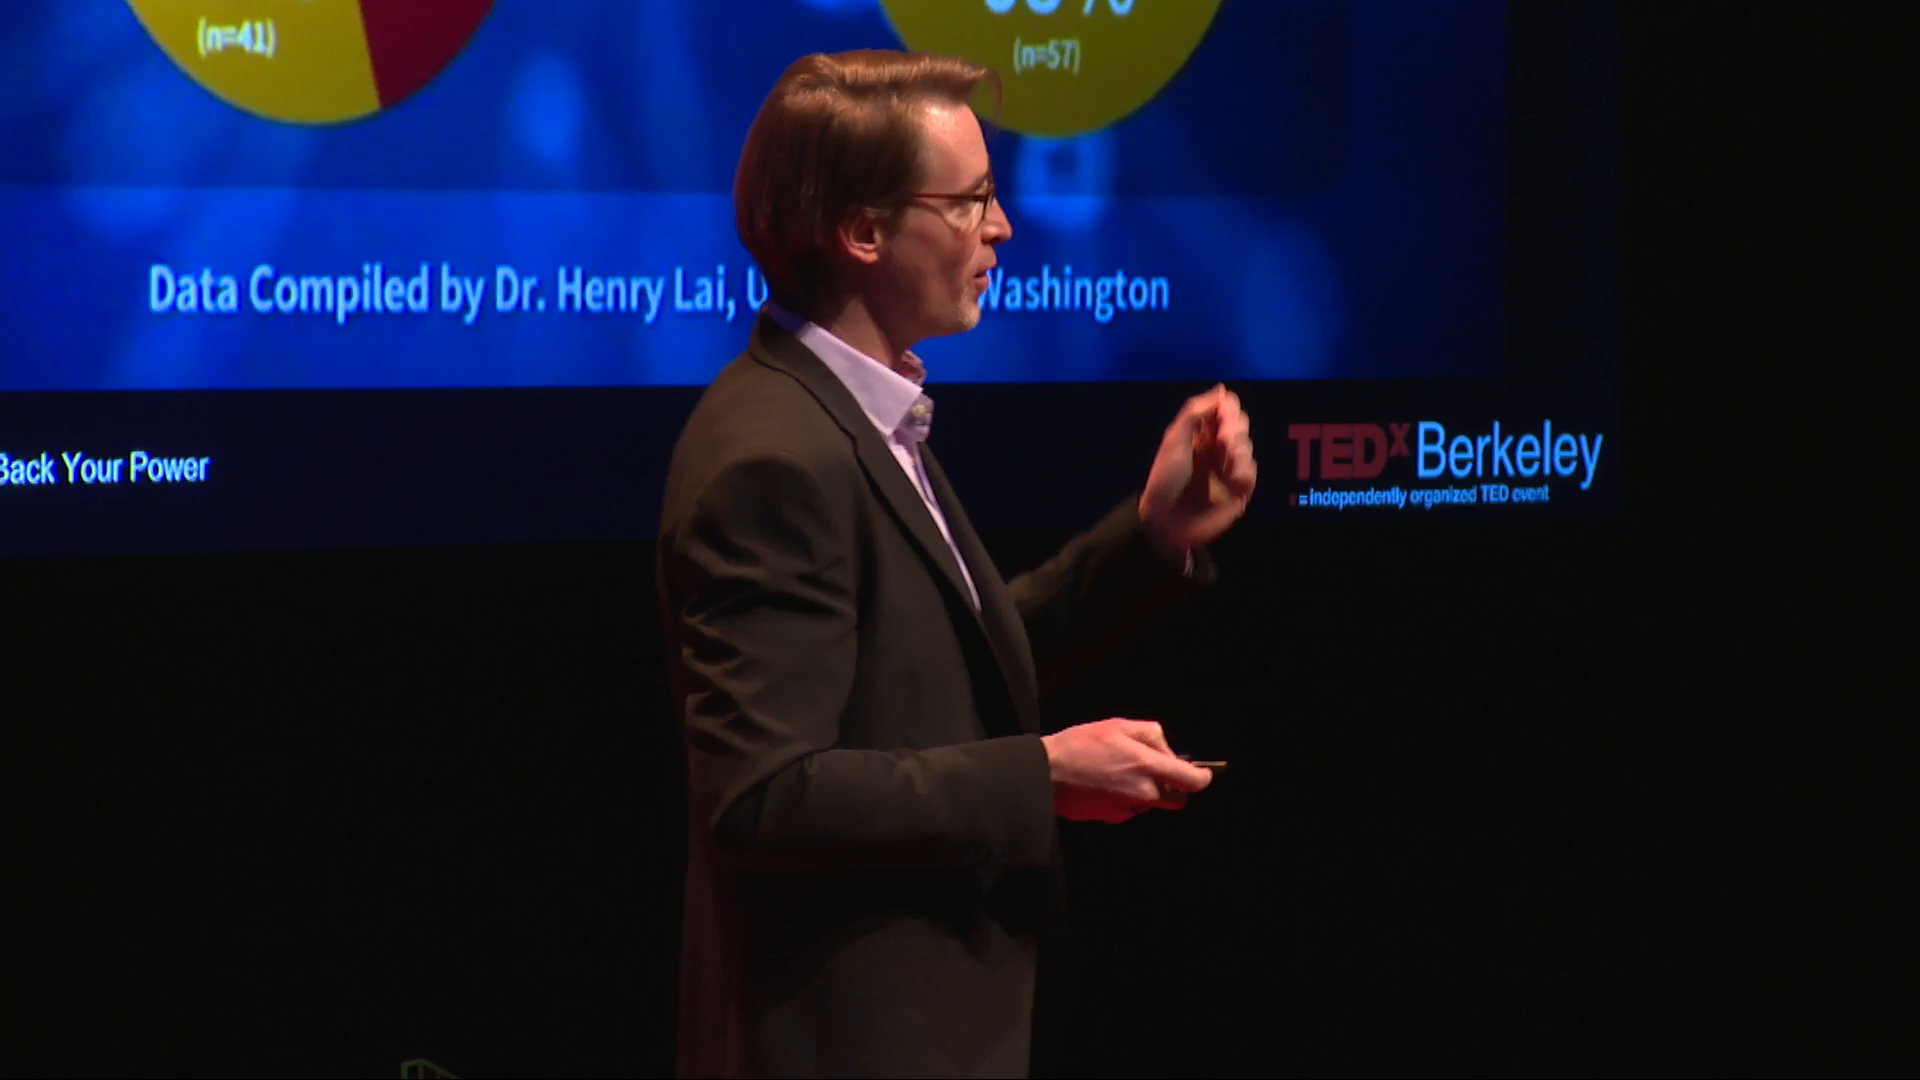 (n=41)
(n=57)
Data Compiled by Dr. Henry Lai, U Washington
Back Your Power
TEDx Berkeley
x = independently organized TED event